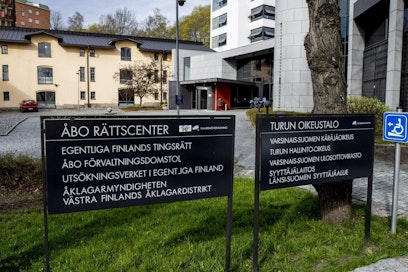 ÅBO RÄTTSCENTER
EGENTLIGA FINLANDS TINGSRÄTT
ÅBO FÖRVALTNINGSDOMSTOL
UTSÖKNINGSVERKET I EGENTLIGA FINLAND
ÅKLAGARMYNDIGHETEN
VÄSTRA FINLANDS ÅKLAGARDISTRIKT
TURUN OIKEUSTALO
VARSINAIS-SUOMEN KÄRÄJÄOIKEUS
TURUN HALLINTO-OIKEUS
VARSINAIS-SUOMEN ULOSOTTOVIRASTO
SYYTTÄJÄLAITOS
LÄNSI-SUOMEN SYYTTÄJÄALUE